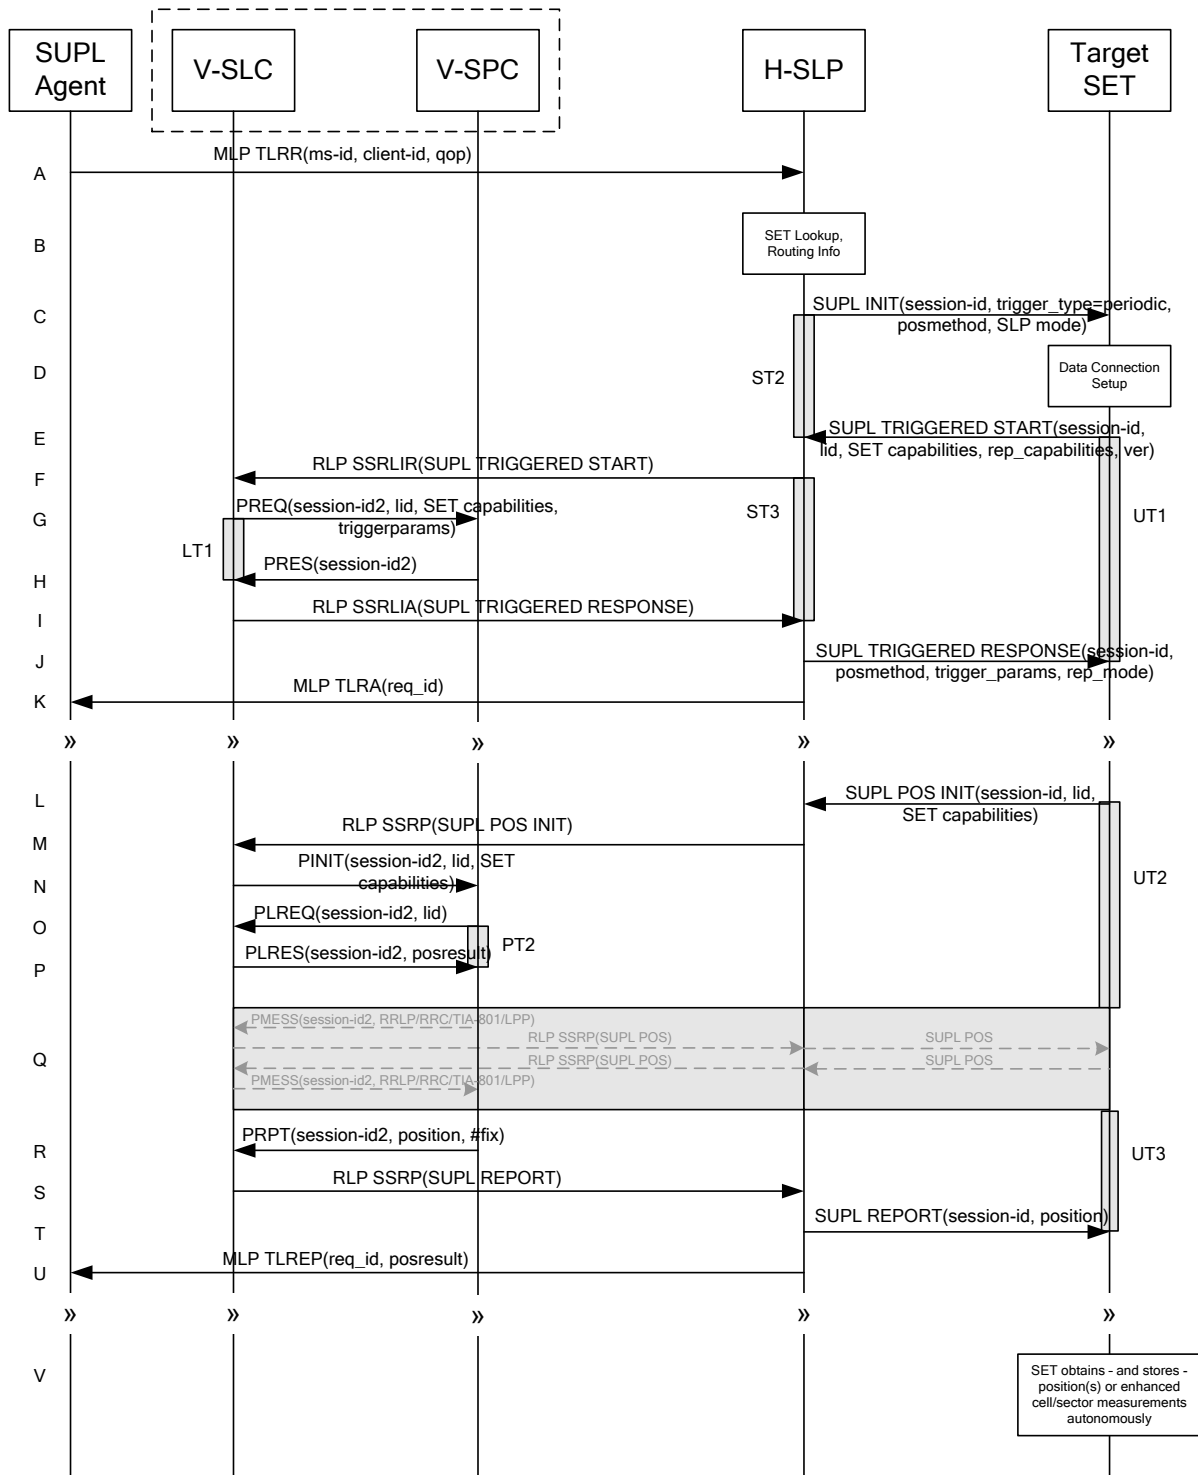 SUPL
Agent
V-SLC
V-SPC
H-SLP
Target
SET
MLP TLRR(ms-id, client-id, qop)
A
B
SET Lookup,
Routing Info
C
SUPL INIT(session-id, trigger_type=periodic,
posmethod, SLP mode)
D
ST2
Data Connection
Setup
E
SUPL TRIGGERED START(session-id,
lid, SET capabilities, rep_capabilities, ver)
F
RLP SSRLIR(SUPL TRIGGERED START)
G
PREQ(session-id2, lid, SET capabilities,
triggerparams)
ST3
UT1
LT1
H
PRES(session-id2)
I
RLP SSRLIA(SUPL TRIGGERED RESPONSE)
J
SUPL TRIGGERED RESPONSE(session-id,
posmethod, trigger_params, rep_mode)
K
MLP TLRA(req_id)
» » » » »
L
SUPL POS INIT(session-id, lid,
SET capabilities)
M
RLP SSRP(SUPL POS INIT)
N
PINIT(session-id2, lid, SET
capabilities)
UT2
O
PLREQ(session-id2, lid)
PT2
P
PLRES(session-id2, posresult)
PMESS(session-id2, RRLP/RRC/TIA-801/LPP)
RLP SSRP(SUPL POS)
SUPL POS
Q
RLP SSRP(SUPL POS)
SUPL POS
PMESS(session-id2, RRLP/RRC/TIA-801/LPP)
R
PRPT(session-id2, position, #fix)
UT3
S
RLP SSRP(SUPL REPORT)
T
SUPL REPORT(session-id, position)
U
MLP TLREP(req_id, posresult)
» » » » »
V
SET obtains - and stores -
position(s) or enhanced
cell/sector measurements
autonomously